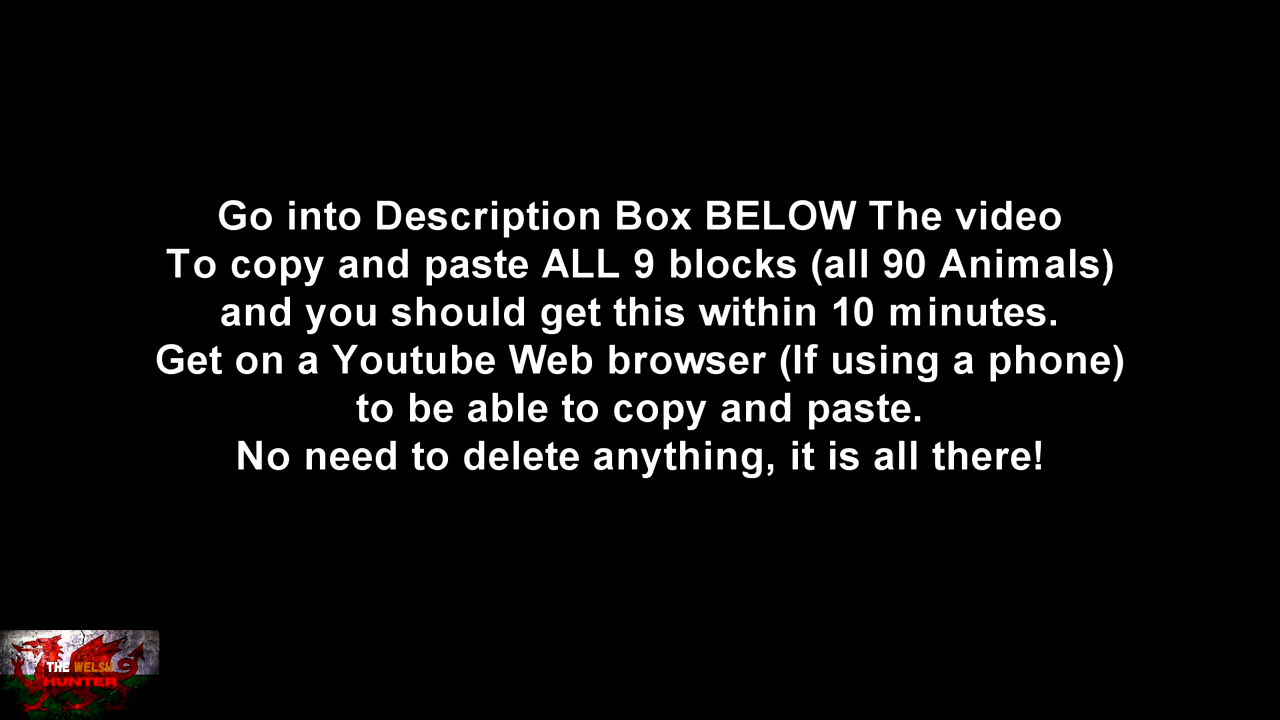 Go into Description Box BELOW The video
To copy and paste ALL 9 blocks (all 90 Animals)
and you should get this within 10 minutes.
Get on a Youtube Web browser (If using a phone)
to be able to copy and paste.
No need to delete anything, it is all there!
THE WELSH
HUNTER